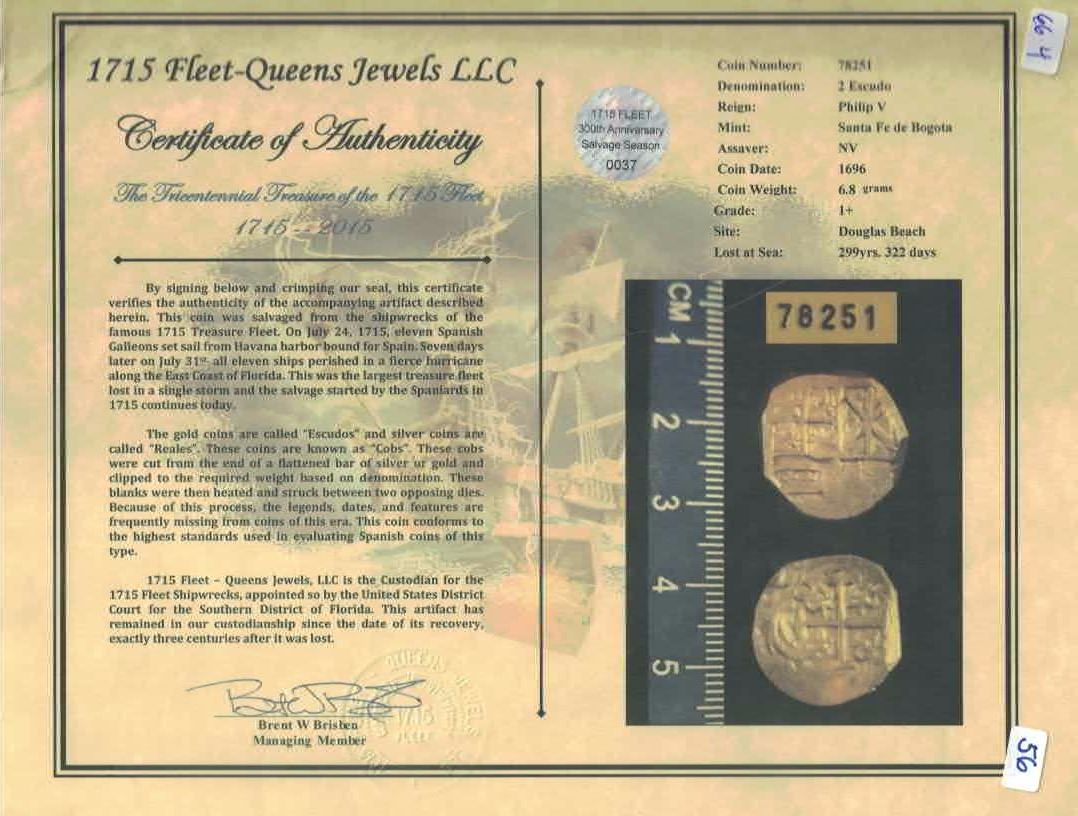 1715 Fleet-Queens Jewels LLC
Certificate of Authenticity
The Tricentennial Treasure of the 1715 Fleet
1715 -- 2015
By signing below and crimping our seal, this certificate
verifies the authenticity of the accompanying artifact described
herein. This coin was salvaged from the shipwrecks of the
famous 1715 Treasure Fleet. On July 24, 1715, eleven Spanish
Galleons set sail from Havana harbor bound for Spain. Seven days
later on July 31st, all eleven ships perished in a fierce hurricane
along the East Coast of Florida. This was the largest treasure fleet
lost in a single storm and the salvage started by the Spaniards in
1715 continues today.
The gold coins are called "Escudos" and silver coins are
called "Reales". These coins are known as "Cobs". These cobs
were cut from the end of a flattened bar of silver or gold and
clipped to the required weight based on denomination. These
blanks were then heated and struck between two opposing dies.
Because of this process, the legends, dates, and features are
frequently missing from coins of this era. This coin conforms to
the highest standards used in evaluating Spanish coins of this
type.
1715 Fleet – Queens Jewels, LLC is the Custodian for the
1715 Fleet Shipwrecks, appointed so by the United States District
Court for the Southern District of Florida. This artifact has
remained in our custodianship since the date of its recovery,
exactly three centuries after it was lost.
Brent W Brisben
Managing Member
QUEENS JEWELS
1715
FLEET
1715 FLEET
300th Anniversary
Salvage Season
0037
Coin Number: 78251
Denomination: 2 Escudo
Reign: Philip V
Mint: Santa Fe de Bogota
Assayer: NV
Coin Date: 1696
Coin Weight: 6.8 grams
Grade: 1+
Site: Douglas Beach
Lost at Sea: 299yrs. 322 days
CM 1 2 3 4 5
78251
664
56